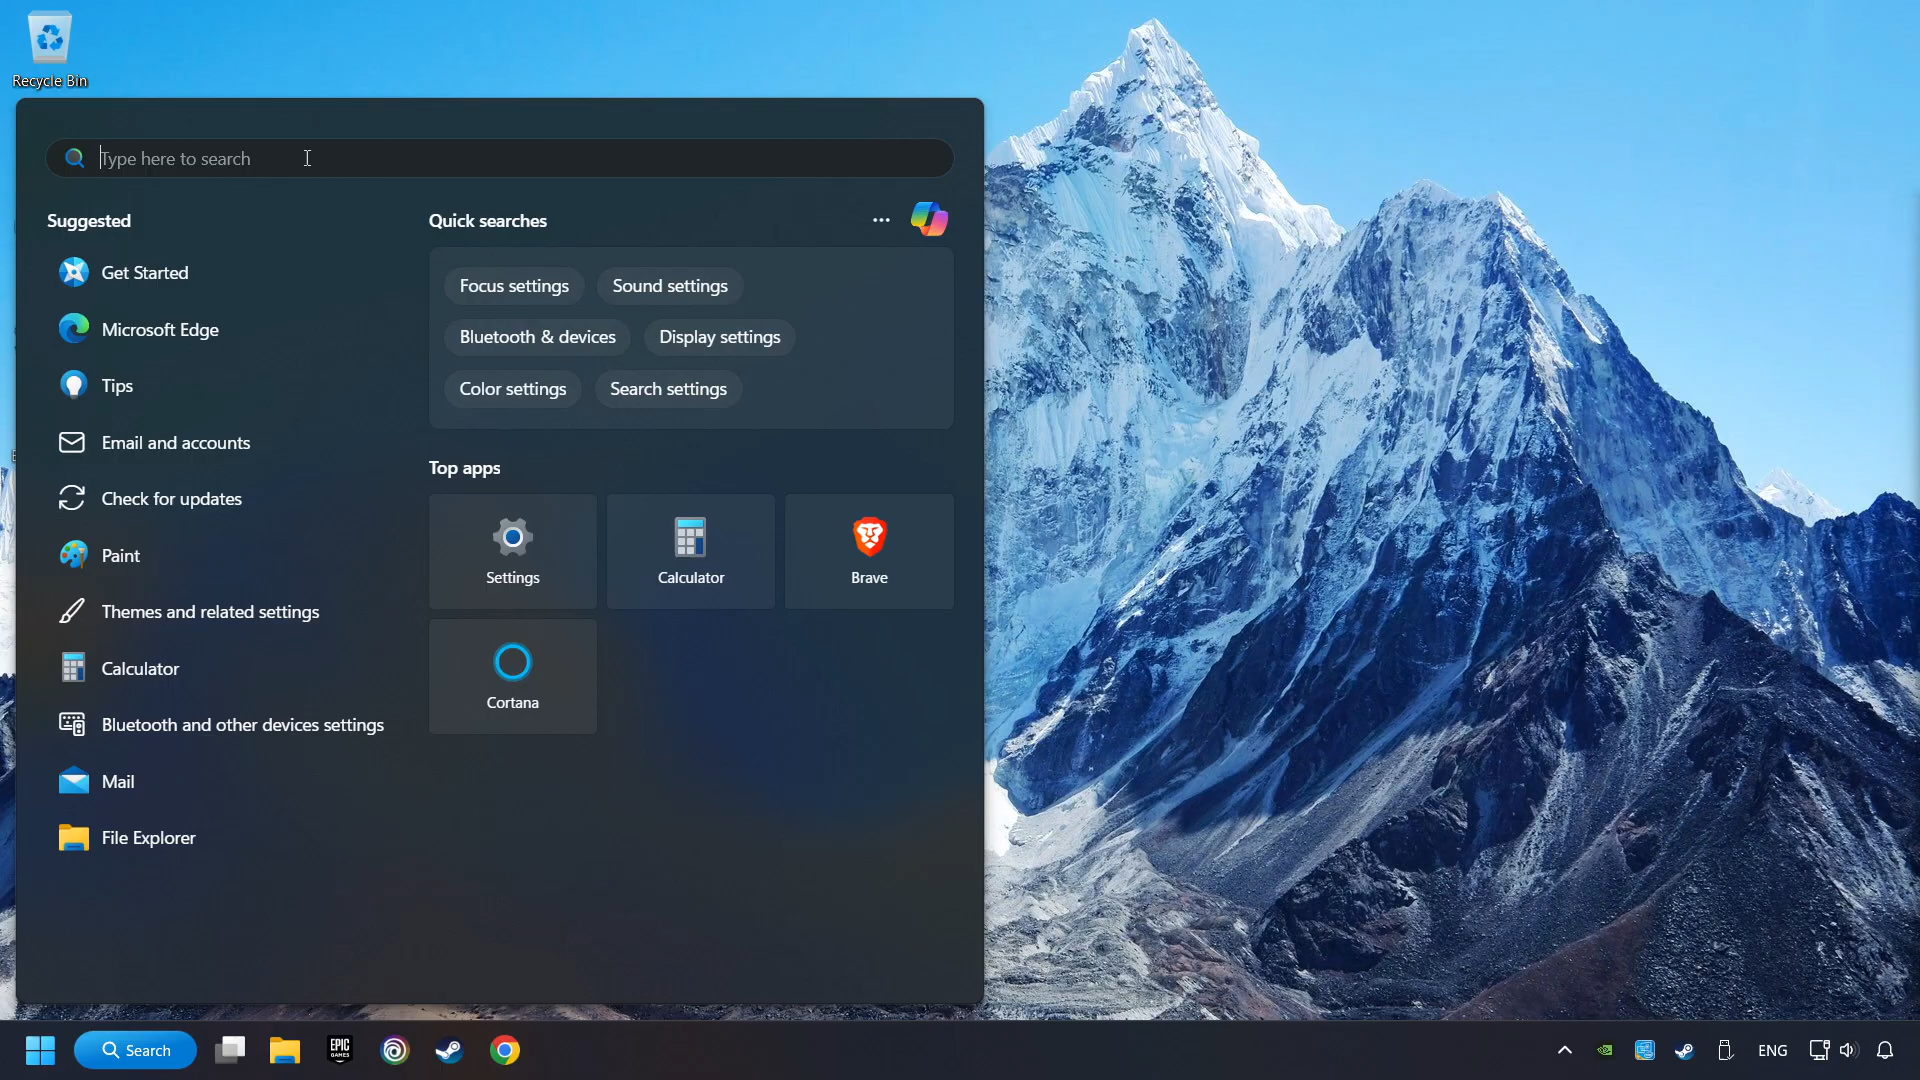 Recycle Bin
Type here to search
Suggested
Get Started
Microsoft Edge
Tips
Email and accounts
Check for updates
Paint
Themes and related settings
Calculator
Bluetooth and other devices settings
Mail
File Explorer
Quick searches
Focus settings
Sound settings
Bluetooth & devices
Display settings
Color settings
Search settings
Top apps
Settings
Calculator
Brave
Cortana
Search
EPIC
GAMES
ENG